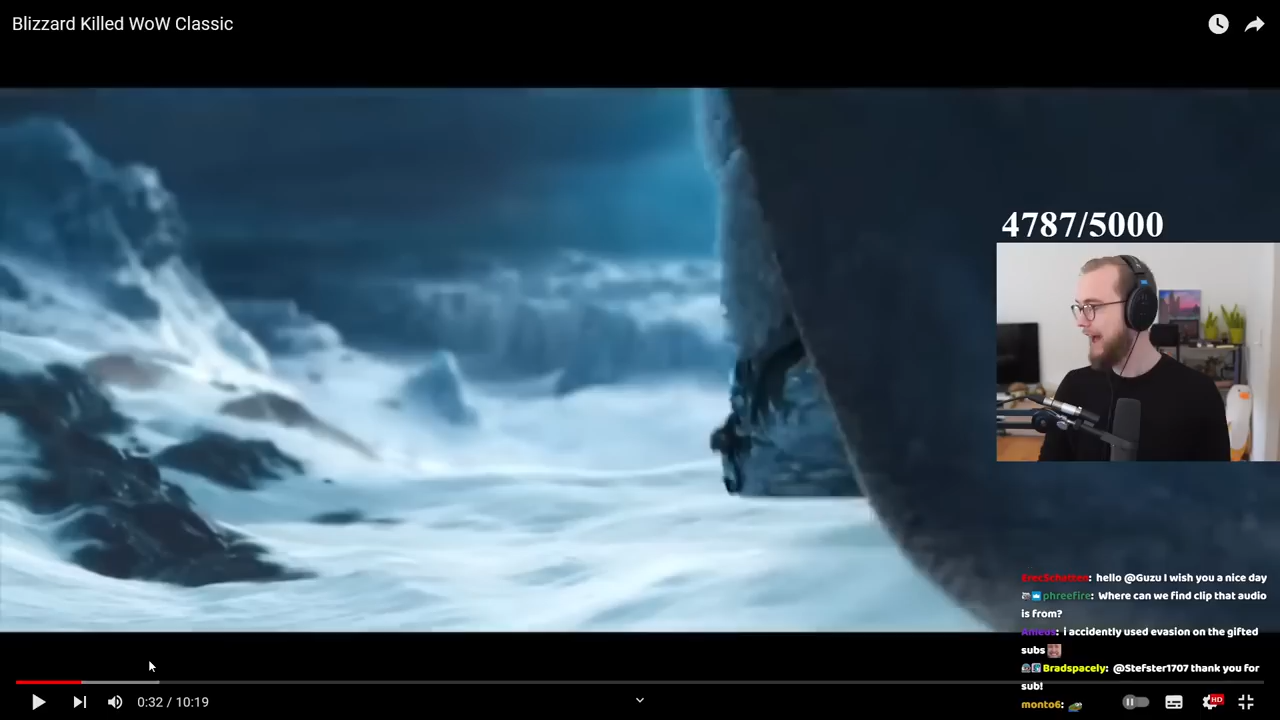 Blizzard Killed WoW Classic
4787/5000
ErecSchatten: hello @Guzu I wish you a nice day
phreefire: Where can we find clip that audio
is from?
Ameus: i accidently used evasion on the gifted
subs
Bradspacely: @Stefster1707 thank you for
sub!
monto6:
0:32 / 10:19
HD